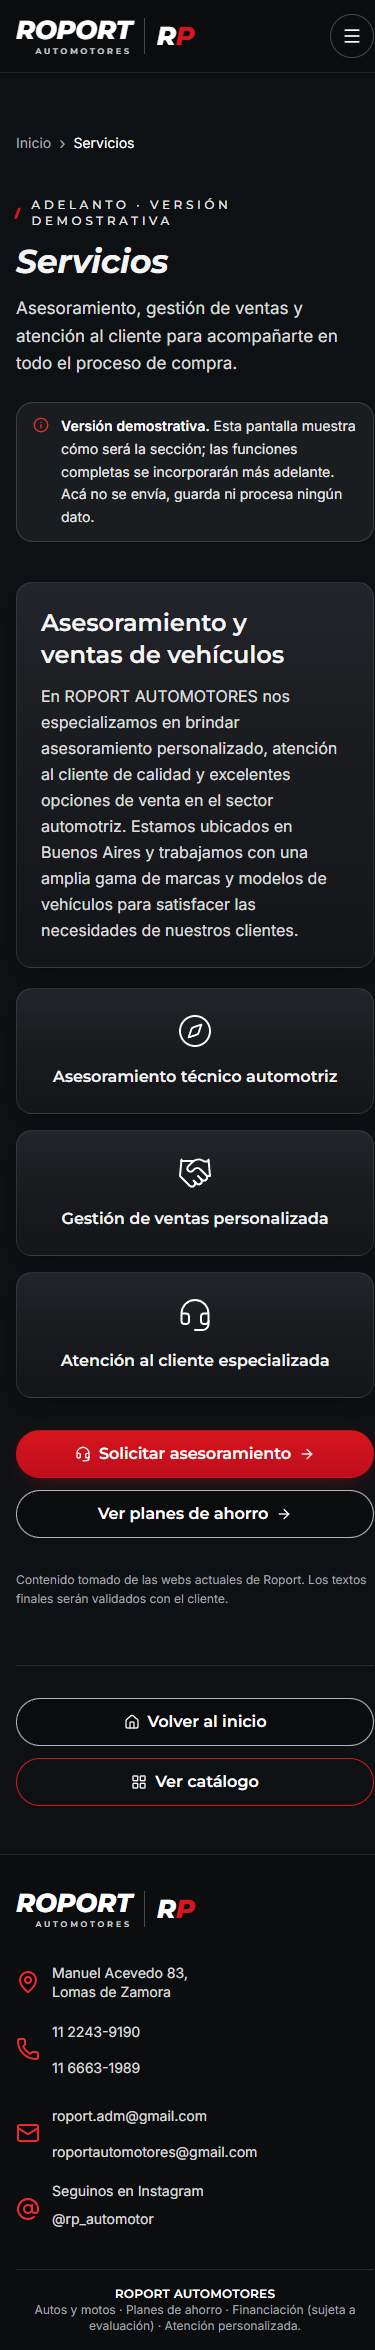 ROPORT
AUTOMOTORES
RP
Inicio › Servicios
ADELANTO · VERSIÓN
DEMOSTRATIVA
Servicios
Asesoramiento, gestión de ventas y
atención al cliente para acompañarte en
todo el proceso de compra.
Versión demostrativa. Esta pantalla muestra
cómo será la sección; las funciones
completas se incorporarán más adelante.
Acá no se envía, guarda ni procesa ningún
dato.
Asesoramiento y
ventas de vehículos
En ROPORT AUTOMOTORES nos
especializamos en brindar
asesoramiento personalizado, atención
al cliente de calidad y excelentes
opciones de venta en el sector
automotriz. Estamos ubicados en
Buenos Aires y trabajamos con una
amplia gama de marcas y modelos de
vehículos para satisfacer las
necesidades de nuestros clientes.
Asesoramiento técnico automotriz
Gestión de ventas personalizada
Atención al cliente especializada
Solicitar asesoramiento →
Ver planes de ahorro →
Contenido tomado de las webs actuales de Roport. Los textos
finales serán validados con el cliente.
Volver al inicio
Ver catálogo
ROPORT
AUTOMOTORES
RP
Manuel Acevedo 83,
Lomas de Zamora
11 2243-9190
11 6663-1989
roport.adm@gmail.com
roportautomotores@gmail.com
Seguinos en Instagram
@rp_automotor
ROPORT AUTOMOTORES
Autos y motos · Planes de ahorro · Financiación (sujeta a
evaluación) · Atención personalizada.